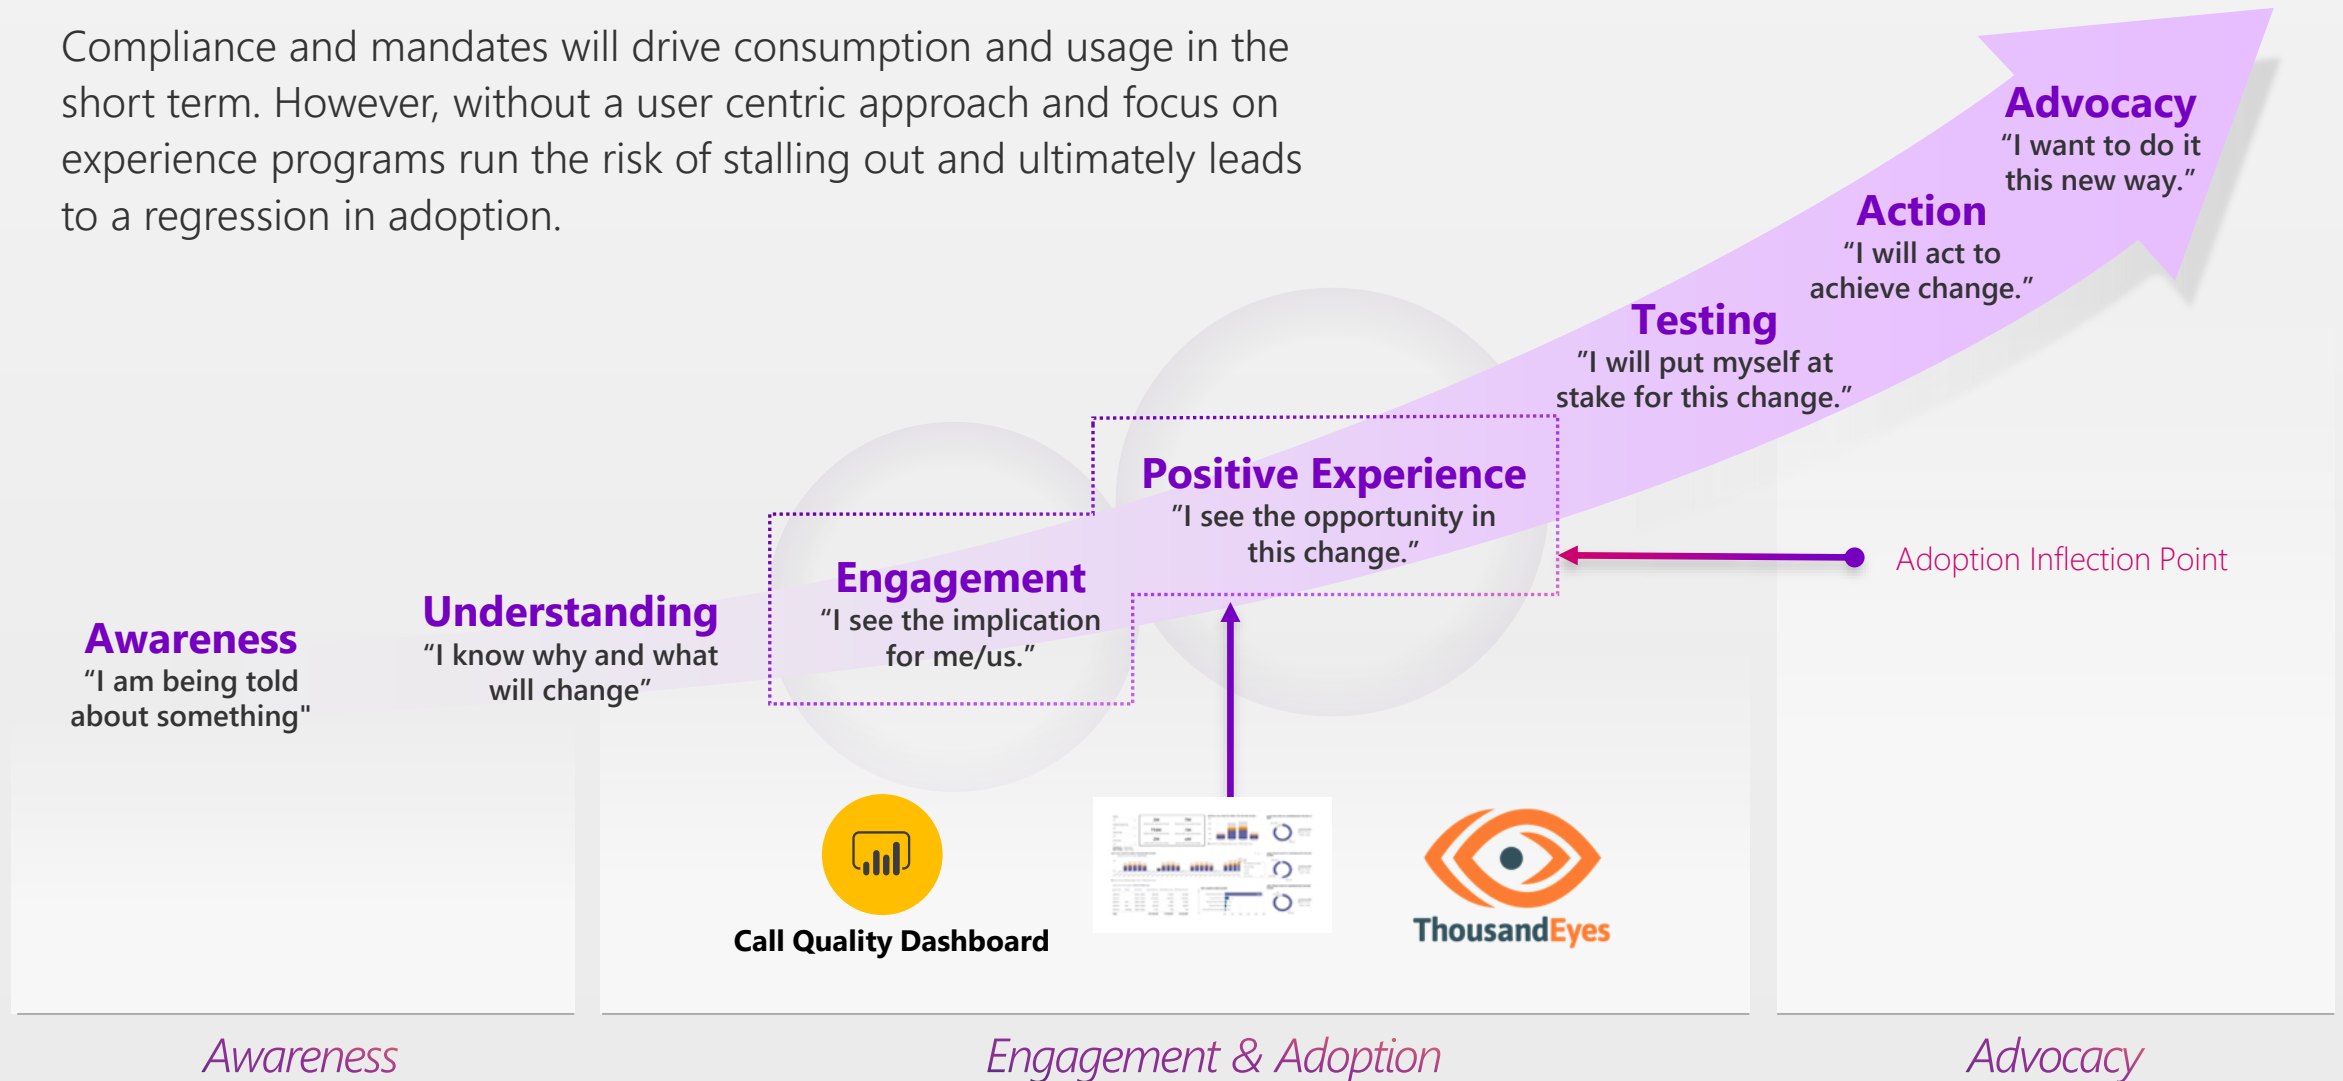 Compliance and mandates will drive consumption and usage in the
short term. However, without a user centric approach and focus on
experience programs run the risk of stalling out and ultimately leads
to a regression in adoption.
Advocacy
“I want to do it
this new way.”
Action
“I will act to
achieve change.”
Testing
”I will put myself at
stake for this change.”
Positive Experience
”I see the opportunity in
this change.”
Adoption Inflection Point
Engagement
“I see the implication
for me/us.”
Understanding
“I know why and what
will change”
Awareness
“I am being told
about something"
Call Quality Dashboard
ThousandEyes
Awareness
Engagement & Adoption
Advocacy